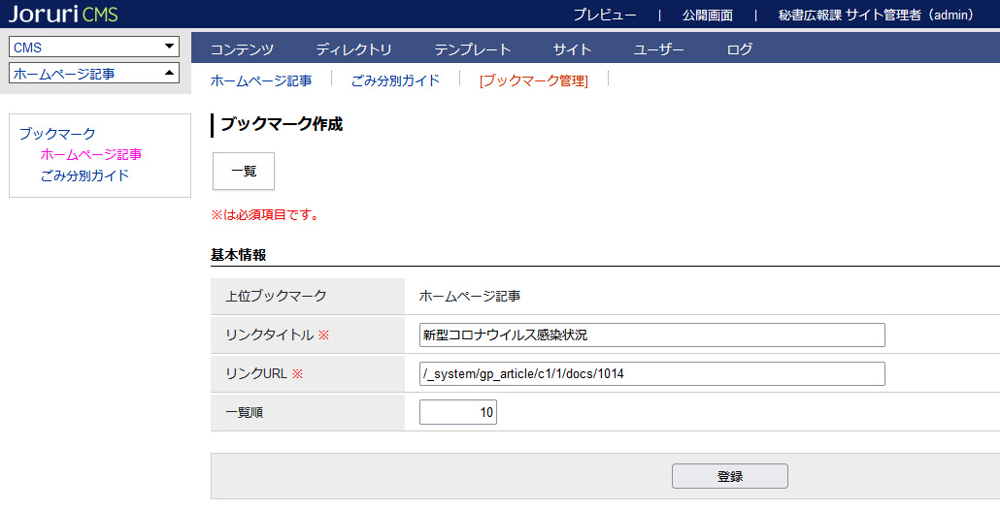 Joruri CMS
プレビュー | 公開画面 | 秘書広報課 サイト管理者（admin）
CMS
ホームページ記事
コンテンツ ディレクトリ テンプレート サイト ユーザー ログ
ホームページ記事 ごみ分別ガイド [ブックマーク管理]
ブックマーク
ホームページ記事
ごみ分別ガイド
ブックマーク作成
一覧
※は必須項目です。
基本情報
上位ブックマーク ホームページ記事
リンクタイトル ※ 新型コロナウイルス感染状況
リンクURL ※ /_system/gp_article/c1/1/docs/1014
一覧順 10
登録